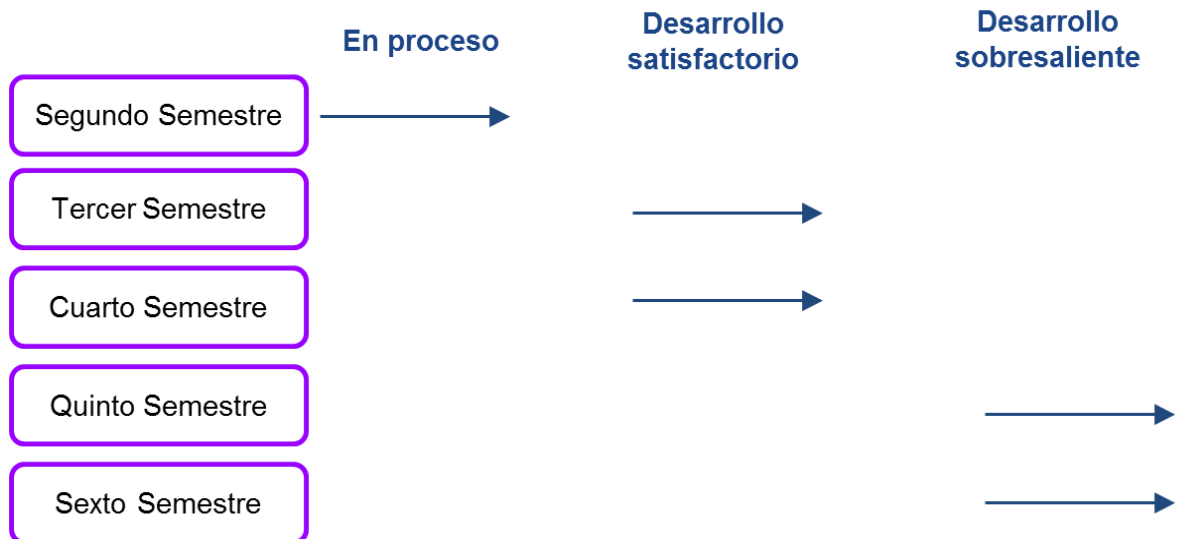 En proceso
Desarrollo
satisfactorio
Desarrollo
sobresaliente
Segundo Semestre
Tercer Semestre
Cuarto Semestre
Quinto Semestre
Sexto Semestre